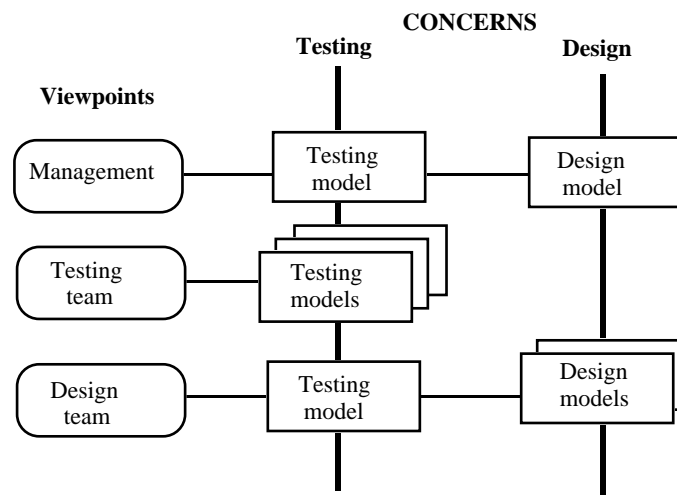 CONCERNS
Testing
Design
Viewpoints
Management
Testing
model
Design
model
Testing
team
Testing
models
Design
team
Testing
model
Design
models